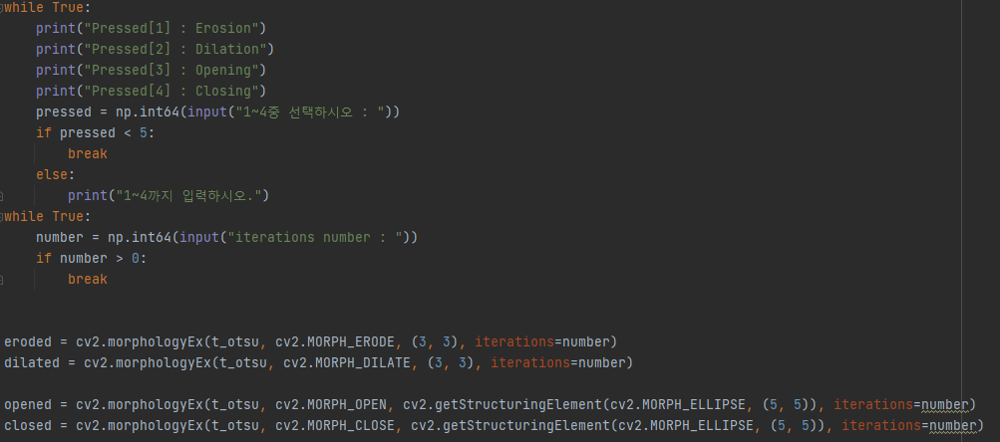 while True:
    print("Pressed[1] : Erosion")
    print("Pressed[2] : Dilation")
    print("Pressed[3] : Opening")
    print("Pressed[4] : Closing")
    pressed = np.int64(input("1~4중 선택하시오 : "))
    if pressed < 5:
        break
    else:
        print("1~4까지 입력하시오.")
while True:
    number = np.int64(input("iterations number : "))
    if number > 0:
        break
eroded = cv2.morphologyEx(t_otsu, cv2.MORPH_ERODE, (3, 3), iterations=number)
dilated = cv2.morphologyEx(t_otsu, cv2.MORPH_DILATE, (3, 3), iterations=number)
opened = cv2.morphologyEx(t_otsu, cv2.MORPH_OPEN, cv2.getStructuringElement(cv2.MORPH_ELLIPSE, (5, 5)), iterations=number)
closed = cv2.morphologyEx(t_otsu, cv2.MORPH_CLOSE, cv2.getStructuringElement(cv2.MORPH_ELLIPSE, (5, 5)), iterations=number)